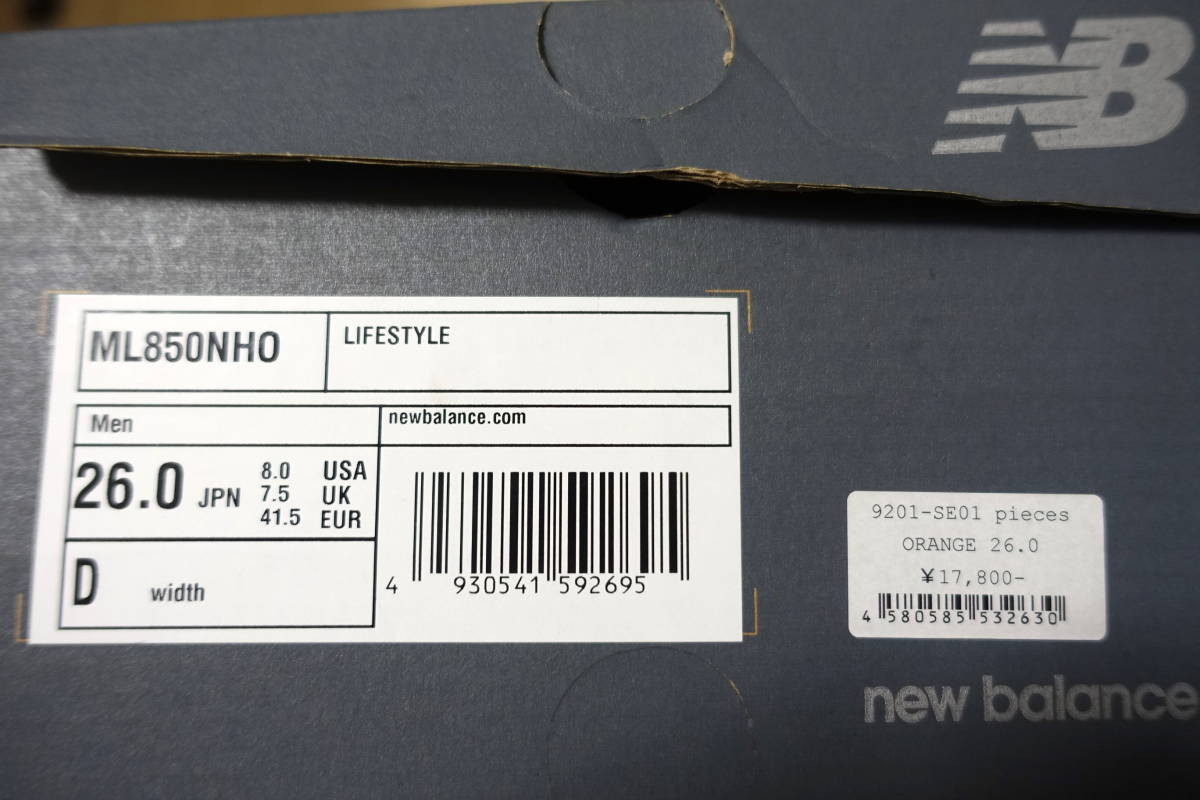 NB
ML850NHO
LIFESTYLE
Men
newbalance.com
26.0 JPN
8.0 USA
7.5 UK
41.5 EUR
D width
4 930541 592695
9201-SE01 pieces
ORANGE 26.0
¥17,800-
4 580585 532630
new balance